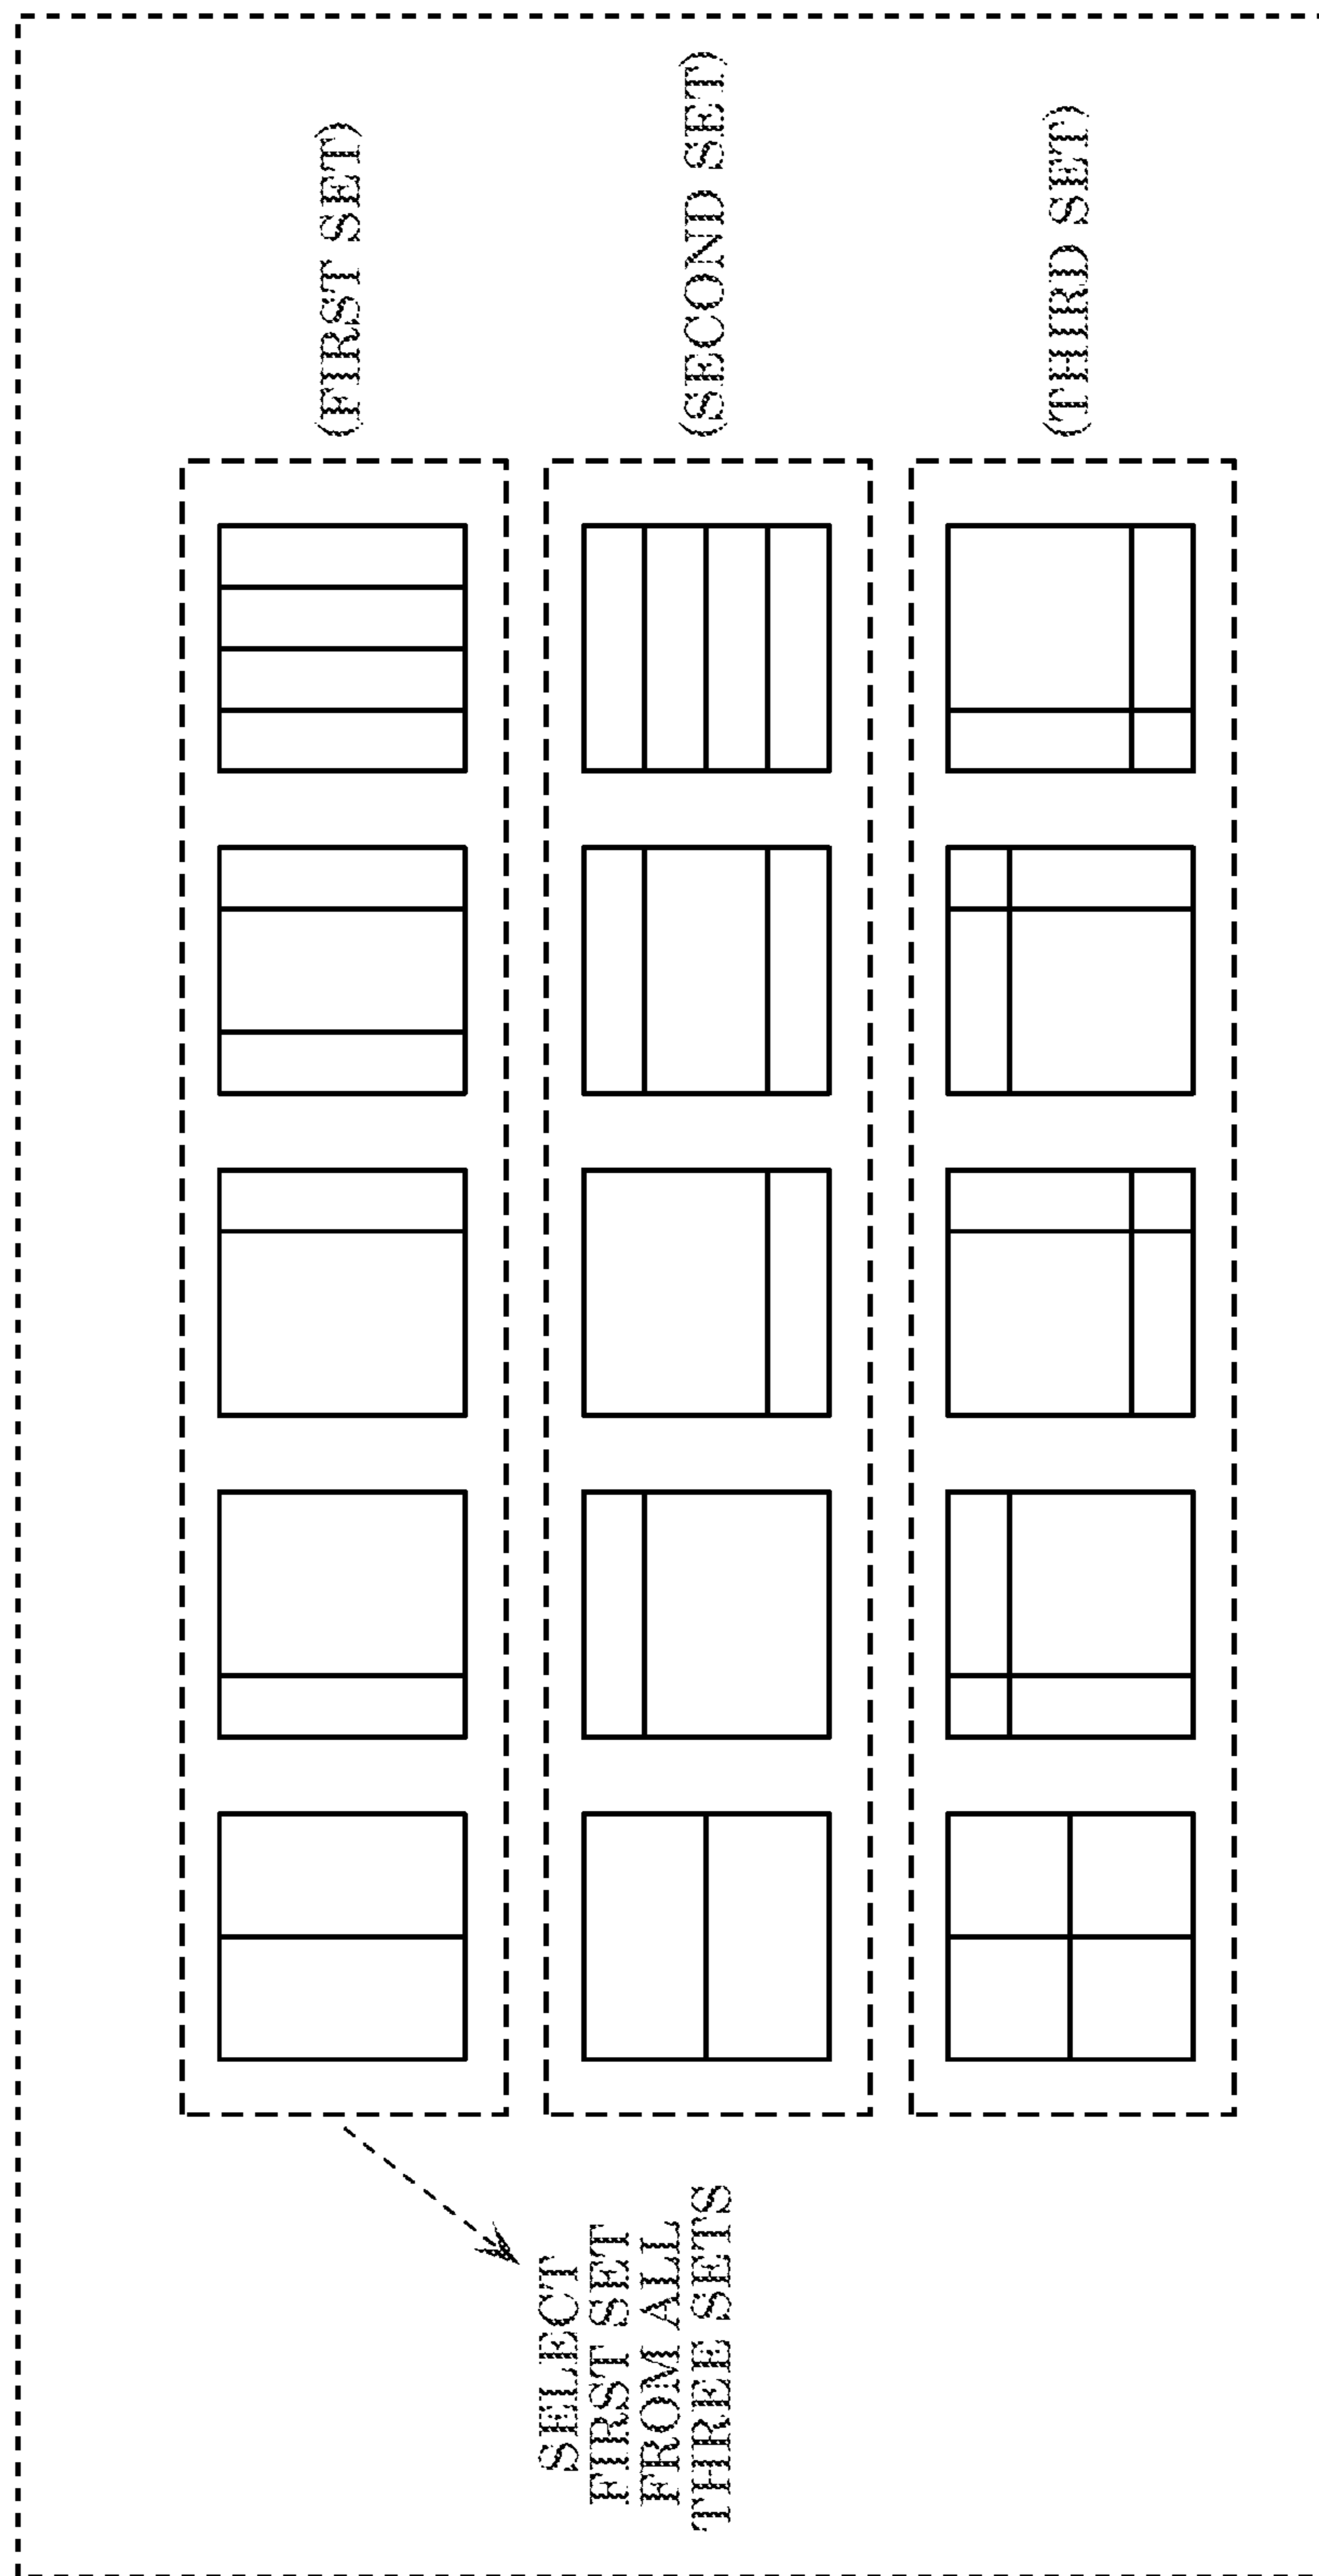 (FIRST SET)
(SECOND SET)
(THIRD SET)
SELECT
FIRST SET
FROM ALL
THREE SETS